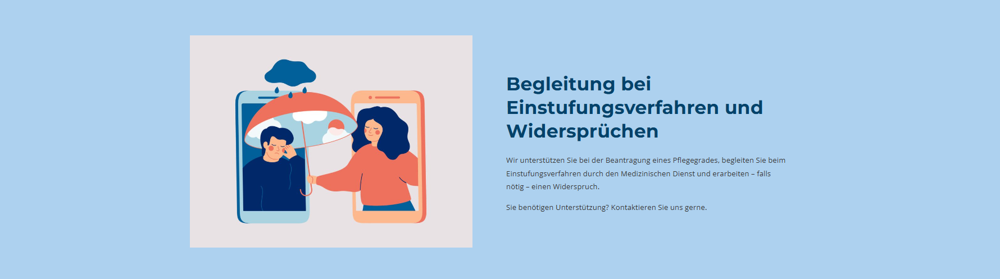 Begleitung bei
Einstufungsverfahren und
Widersprüchen
Wir unterstützen Sie bei der Beantragung eines Pflegegrades, begleiten Sie beim
Einstufungsverfahren durch den Medizinischen Dienst und erarbeiten – falls
nötig – einen Widerspruch.
Sie benötigen Unterstützung? Kontaktieren Sie uns gerne.